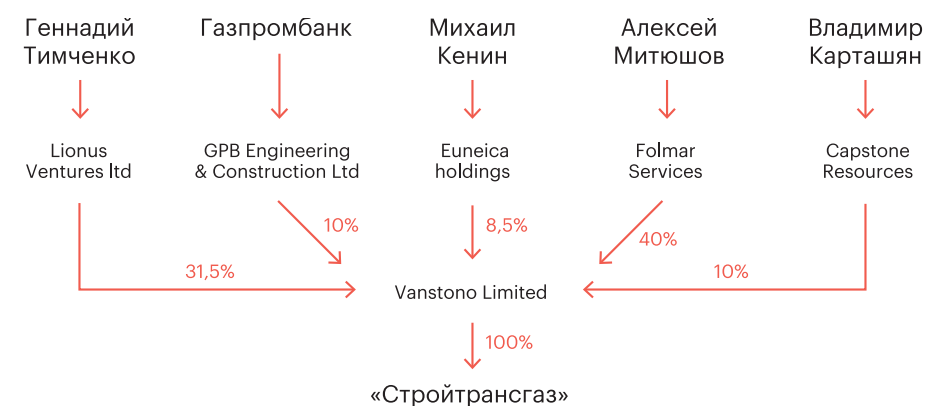 Геннадий
Тимченко
Газпромбанк
Михаил
Кенин
Алексей
Митюшов
Владимир
Карташян
Lionus
Ventures ltd
GPB Engineering
& Construction Ltd
Euneica
holdings
Folmar
Services
Capstone
Resources
10%
8,5%
40%
31,5%
10%
Vanstono Limited
100%
«Стройтрансгаз»